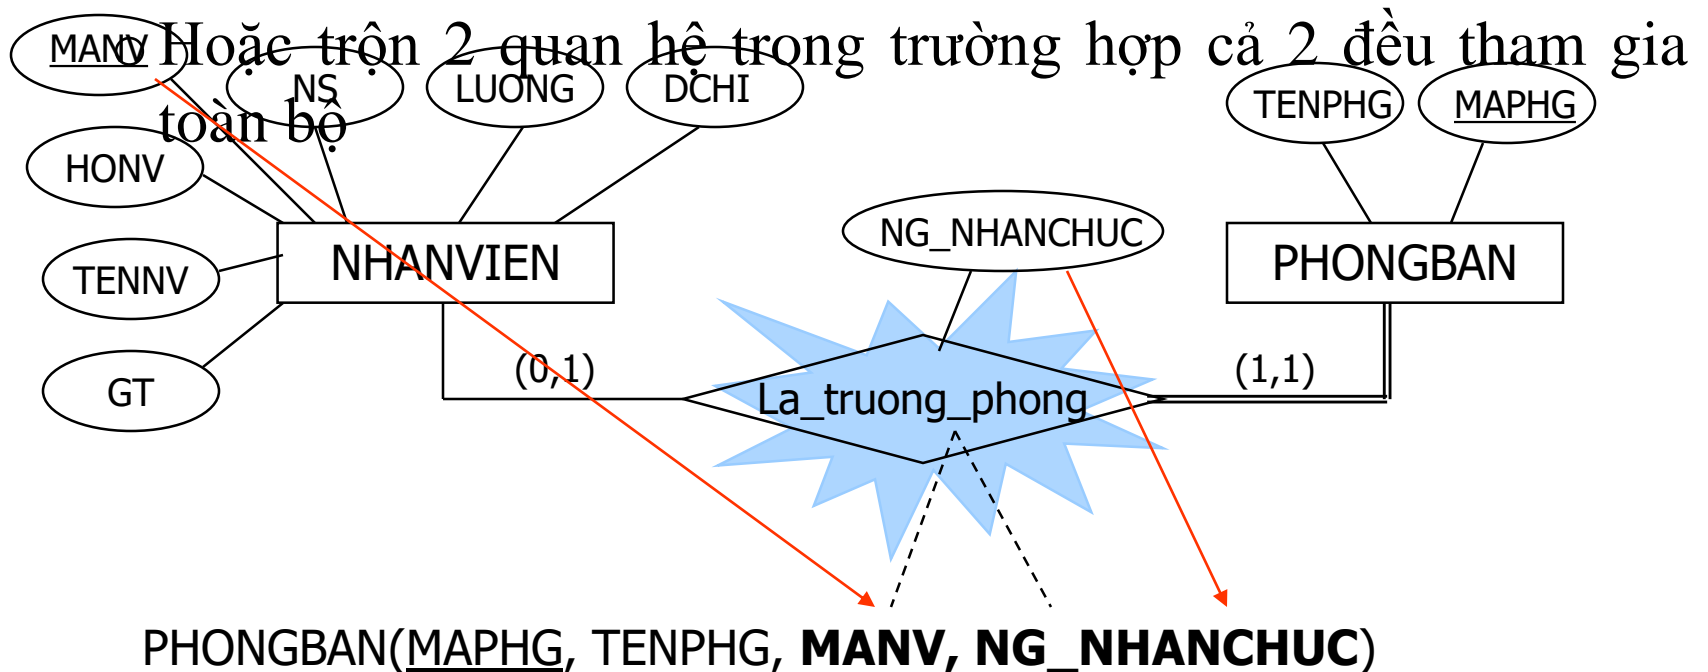 o Hoặc trộn 2 quan hệ trong trường hợp cả 2 đều tham gia
toàn bộ
MANV
NS
LUONG
DCHI
TENPHG
MAPHG
HONV
NG_NHANCHUC
NHANVIEN
PHONGBAN
TENNV
(0,1)
(1,1)
GT
La_truong_phong
PHONGBAN(MAPHG, TENPHG, MANV, NG_NHANCHUC)